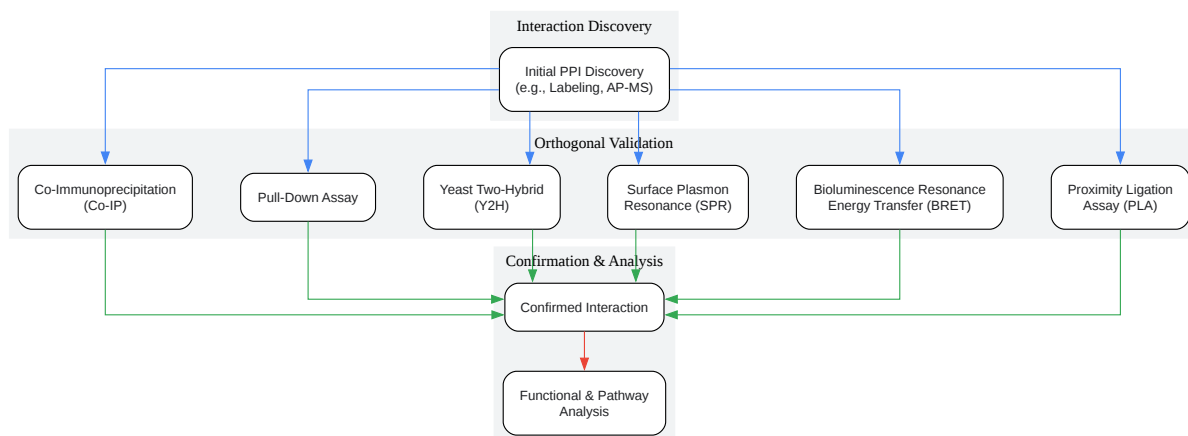 Interaction Discovery
Initial PPI Discovery
(e.g., Labeling, AP-MS)
Orthogonal Validation
Co-Immunoprecipitation
(Co-IP)
Pull-Down Assay
Yeast Two-Hybrid
(Y2H)
Surface Plasmon
Resonance (SPR)
Bioluminescence Resonance
Energy Transfer (BRET)
Proximity Ligation
Assay (PLA)
Confirmation & Analysis
Confirmed Interaction
Functional & Pathway
Analysis